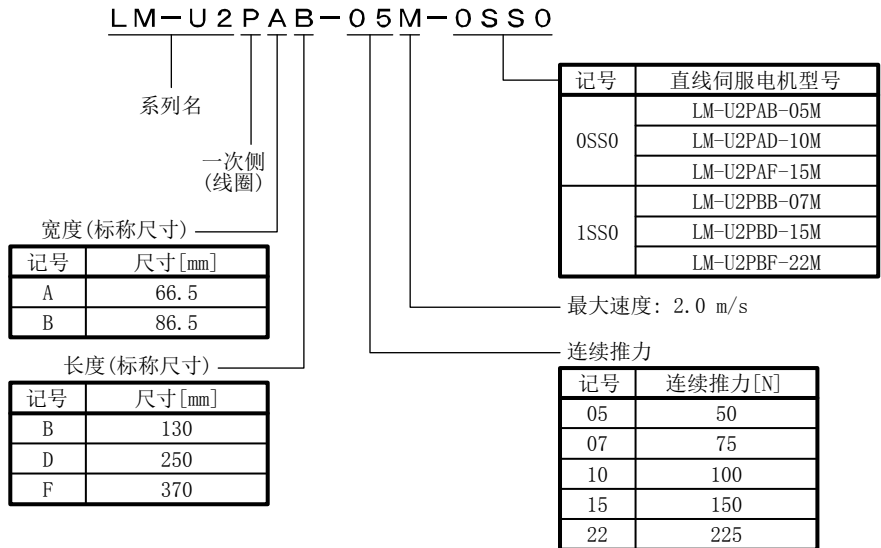 LM-U2PAB-05M-0SS0
系列名
一次侧
(线圈)
宽度(标称尺寸)
记号 尺寸[mm]
A 66.5
B 86.5
长度(标称尺寸)
记号 尺寸[mm]
B 130
D 250
F 370
记号 直线伺服电机型号
0SS0
LM-U2PAB-05M
LM-U2PAD-10M
LM-U2PAF-15M
1SS0
LM-U2PBB-07M
LM-U2PBD-15M
LM-U2PBF-22M
最大速度: 2.0 m/s
连续推力
记号 连续推力[N]
05 50
07 75
10 100
15 150
22 225